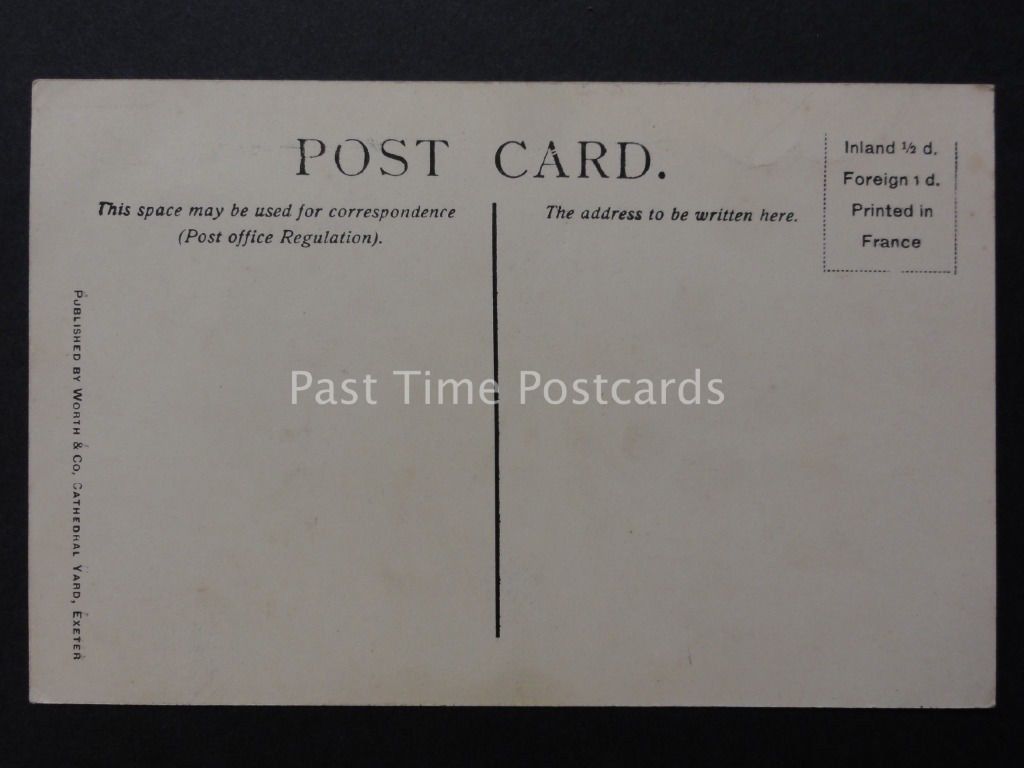 POST CARD.
This space may be used for correspondence
(Post office Regulation).
The address to be written here.
Inland ½ d.
Foreign 1 d.
Printed in
France
PUBLISHED BY WORTH & CO, CATHEDRAL YARD, EXETER
Past Time Postcards